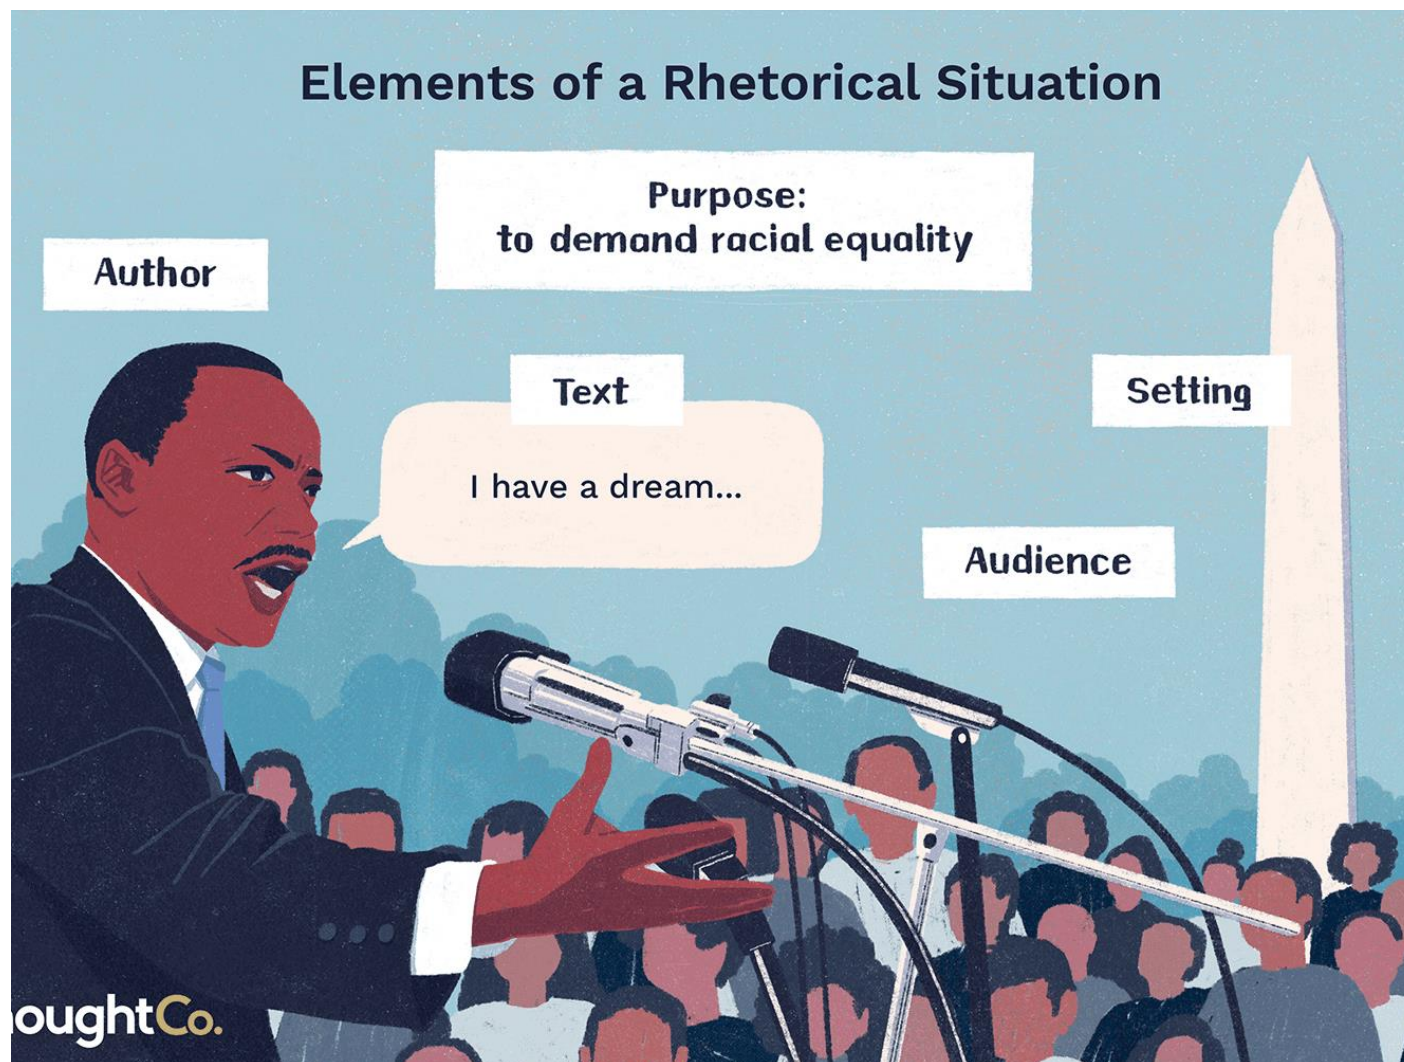 Elements of a Rhetorical Situation
Purpose:
to demand racial equality
Author
Text
I have a dream...
Setting
Audience
oughtCo.